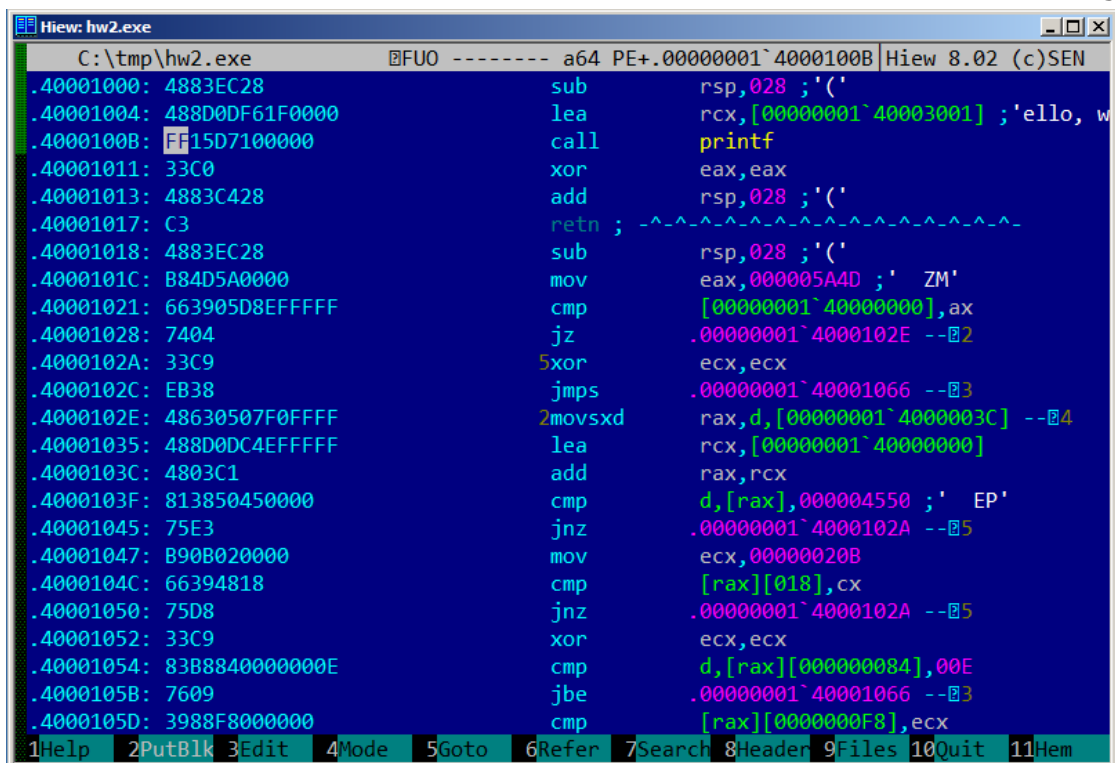 Hiew: hw2.exe
C:\tmp\hw2.exe FUO -------- a64 PE+.00000001`4000100B|Hiew 8.02 (c)SEN
.40001000: 4883EC28 sub rsp,028 ;'('
.40001004: 488D0DF61F0000 lea rcx,[00000001`40003001] ;'ello, w
.4000100B: FF15D7100000 call printf
.40001011: 33C0 xor eax,eax
.40001013: 4883C428 add rsp,028 ;'('
.40001017: C3 retn ; -^-^-^-^-^-^-^-^-^-^-^-^-^-^-^-
.40001018: 4883EC28 sub rsp,028 ;'('
.4000101C: B84D5A0000 mov eax,000005A4D ;'  ZM'
.40001021: 663905D8EFFFFF cmp [00000001`40000000],ax
.40001028: 7404 jz .00000001`4000102E --2
.4000102A: 33C9 5xor ecx,ecx
.4000102C: EB38 jmps .00000001`40001066 --3
.4000102E: 48630507F0FFFF 2movsxd rax,d,[00000001`4000003C] --4
.40001035: 488D0DC4EFFFFF lea rcx,[00000001`40000000]
.4000103C: 4803C1 add rax,rcx
.4000103F: 813850450000 cmp d,[rax],000004550 ;'  EP'
.40001045: 75E3 jnz .00000001`4000102A --5
.40001047: B90B020000 mov ecx,00000020B
.4000104C: 66394818 cmp [rax][018],cx
.40001050: 75D8 jnz .00000001`4000102A --5
.40001052: 33C9 xor ecx,ecx
.40001054: 83B8840000000E cmp d,[rax][000000084],00E
.4000105B: 7609 jbe .00000001`40001066 --3
.4000105D: 3988F8000000 cmp [rax][0000000F8],ecx
1Help 2PutBlk 3Edit 4Mode 5Goto 6Refer 7Search 8Header 9Files 10Quit 11Hem